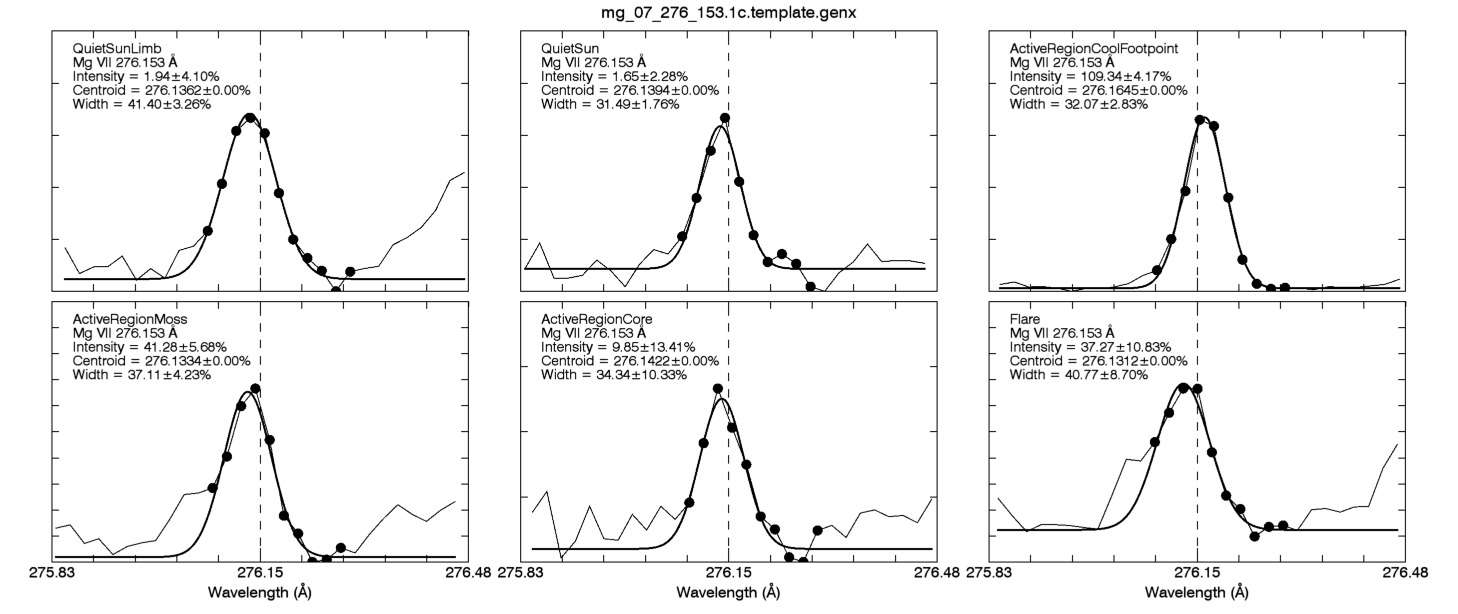 mg_07_276_153.1c.template.genx
QuietSunLimb
Mg VII 276.153 Å
Intensity = 1.94±4.10%
Centroid = 276.1362±0.00%
Width = 41.40±3.26%
QuietSun
Mg VII 276.153 Å
Intensity = 1.65±2.28%
Centroid = 276.1394±0.00%
Width = 31.49±1.76%
ActiveRegionCoolFootpoint
Mg VII 276.153 Å
Intensity = 109.34±4.17%
Centroid = 276.1645±0.00%
Width = 32.07±2.83%
ActiveRegionMoss
Mg VII 276.153 Å
Intensity = 41.28±5.68%
Centroid = 276.1334±0.00%
Width = 37.11±4.23%
ActiveRegionCore
Mg VII 276.153 Å
Intensity = 9.85±13.41%
Centroid = 276.1422±0.00%
Width = 34.34±10.33%
Flare
Mg VII 276.153 Å
Intensity = 37.27±10.83%
Centroid = 276.1312±0.00%
Width = 40.77±8.70%
275.83 276.15 276.48 275.83 276.15 276.48 275.83 276.15 276.48
Wavelength (Å) Wavelength (Å) Wavelength (Å)